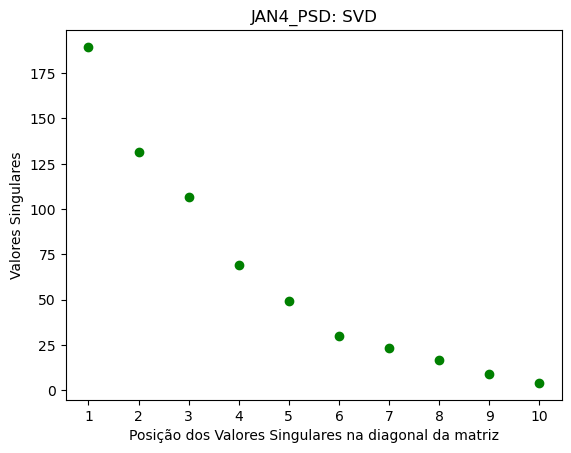 JAN4_PSD: SVD
Valores Singulares
175
150
125
100
75
50
25
0
1 2 3 4 5 6 7 8 9 10
Posição dos Valores Singulares na diagonal da matriz